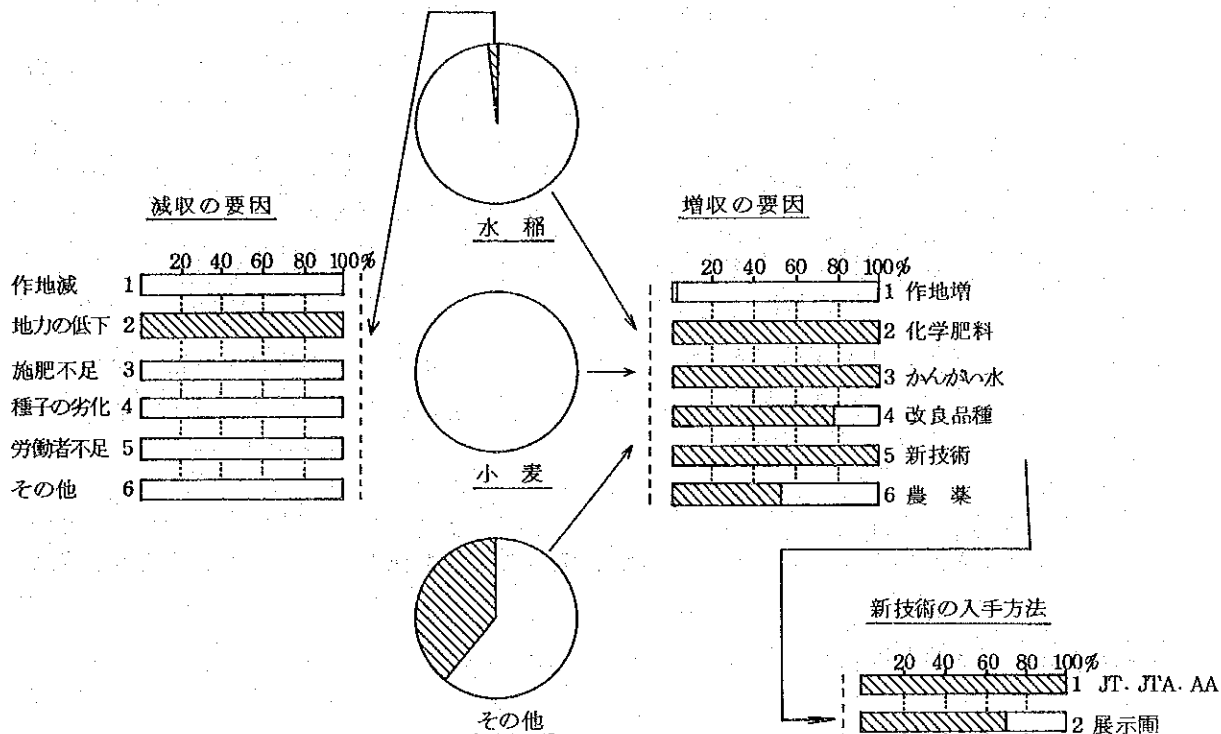 水稲
減収の要因
20 40 60 80 100%
作地減 1
地力の低下 2
施肥不足 3
種子の劣化 4
労働者不足 5
その他 6
小麦
その他
増収の要因
20 40 60 80 100%
1 作地増
2 化学肥料
3 かんがい水
4 改良品種
5 新技術
6 農薬
新技術の入手方法
20 40 60 80 100%
1 JT. JTA. AA
2 展示圃